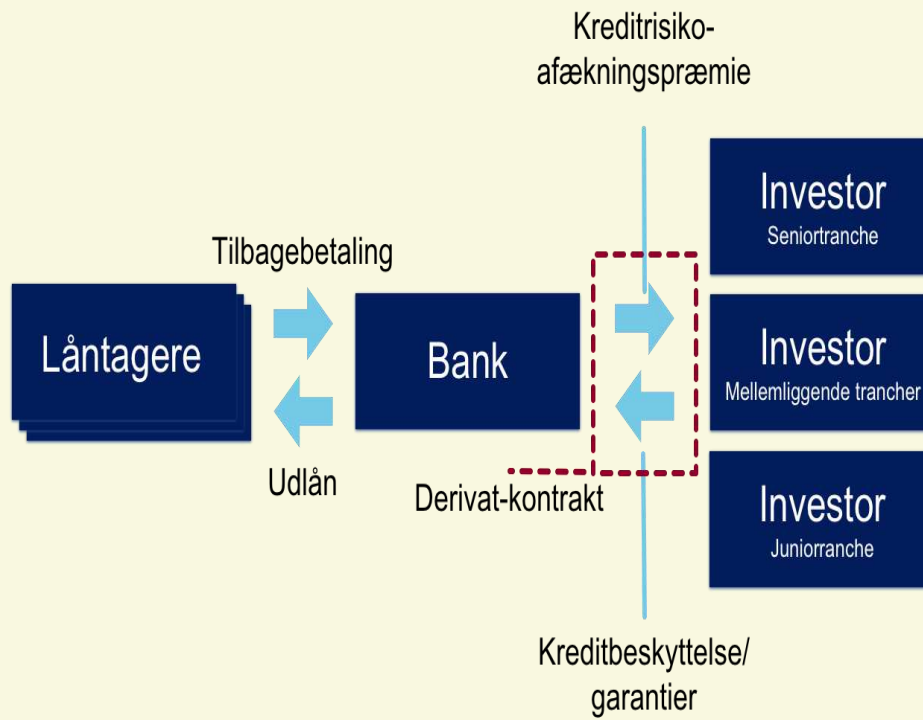 Kreditrisiko-
afækningspræmie
Investor
Seniortranche
Tilbagebetaling
Låntagere
Bank
Investor
Mellemliggende trancher
Udlån
Derivat-kontrakt
Investor
Juniorranche
Kreditbeskyttelse/
garantier